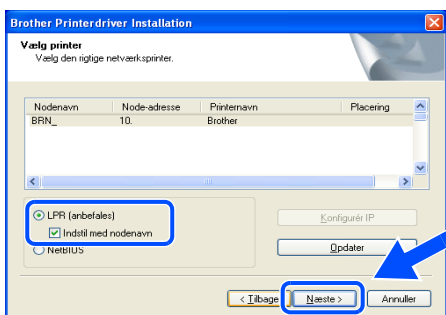 Brother Printerdriver Installation
Vælg printer
Vælg den rigtige netværksprinter.
Nodenavn Node-adresse Printernavn Placering
BRN_ 10. Brother
LPR (anbefales)
Indstil med nodenavn
NetBIOS
Konfigurér IP
Opdater
< Tilbage Næste > Annuller